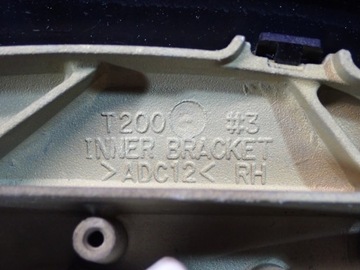 T200 #3
INNER BRACKET
>ADC12< RH